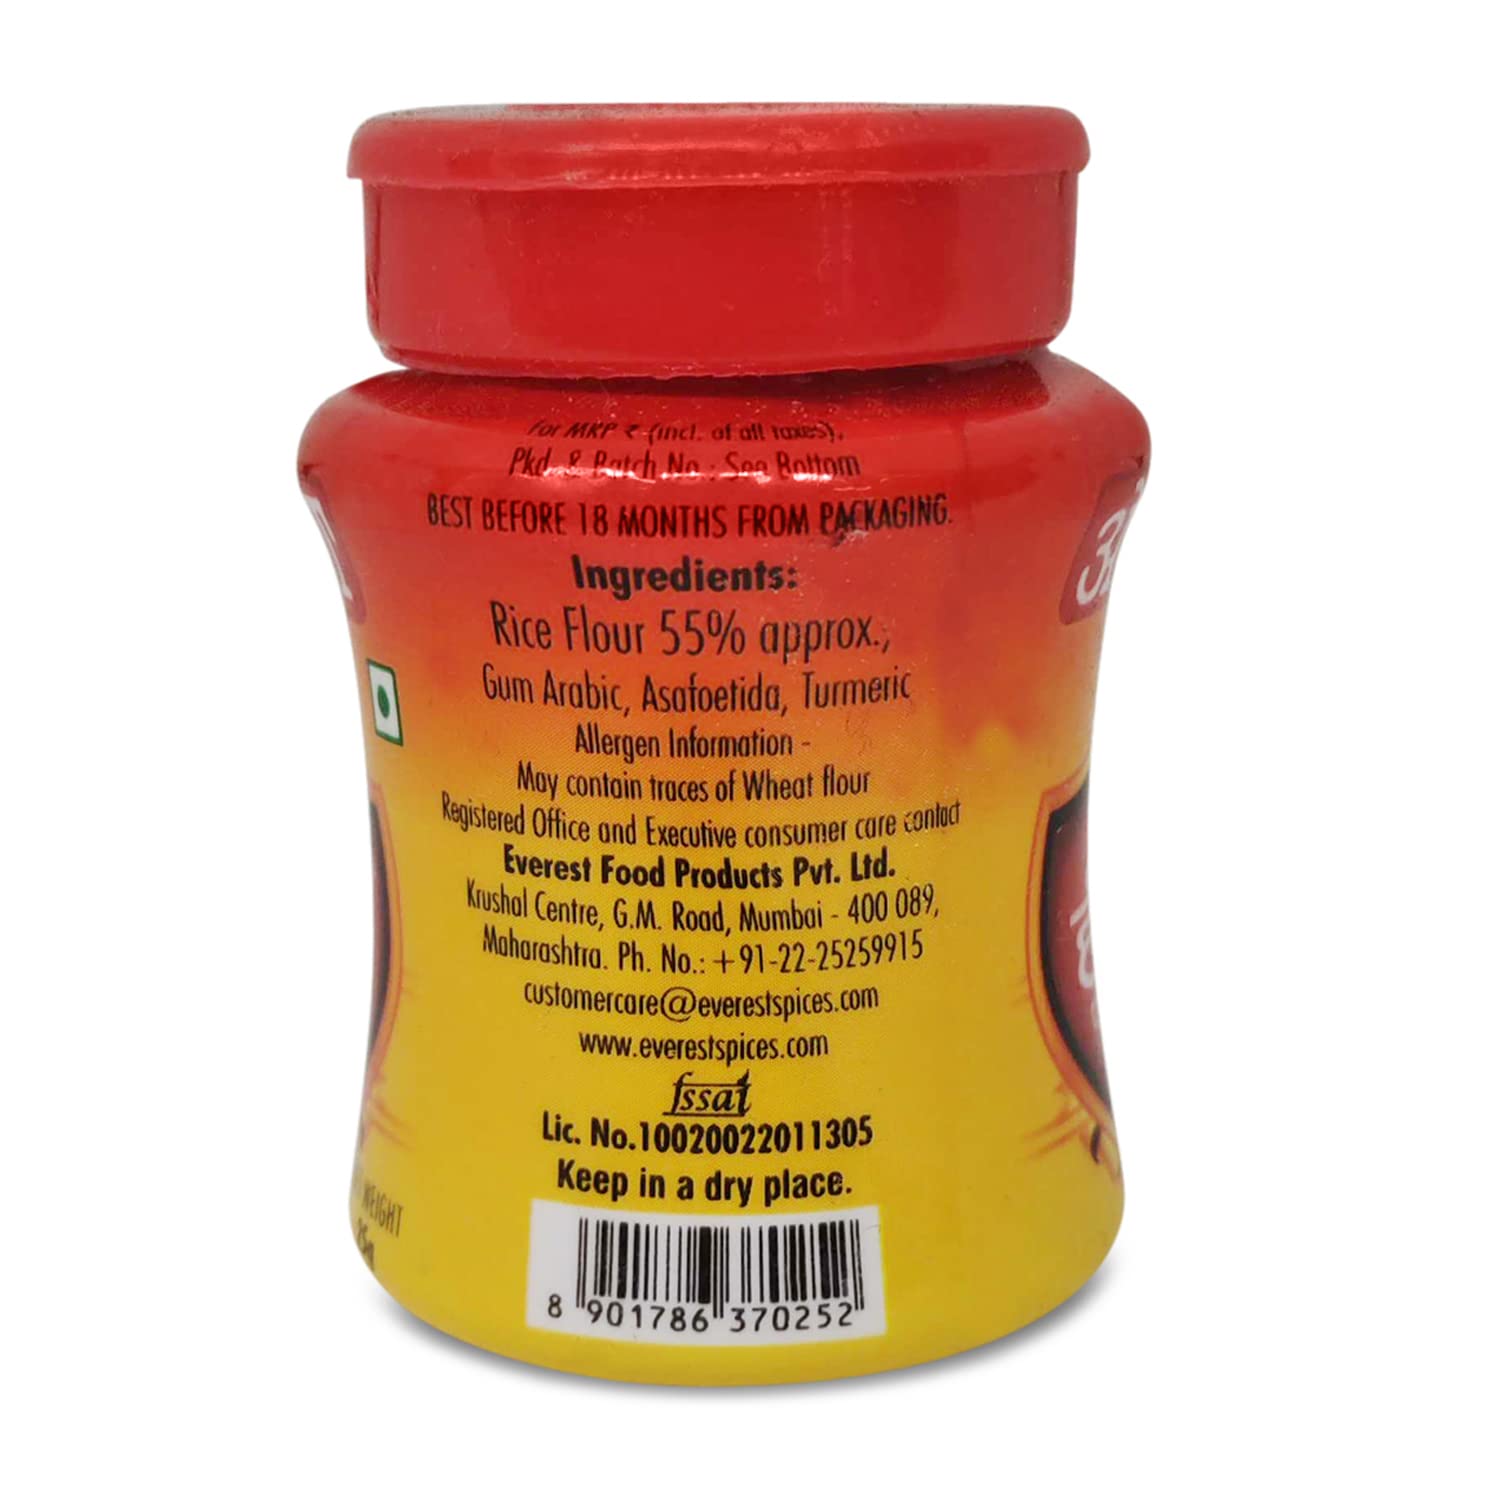 For MRP ₹ (incl. of all taxes),
Pkd. & Batch No.: See Bottom
BEST BEFORE 18 MONTHS FROM PACKAGING.
Ingredients:
Rice Flour 55% approx.,
Gum Arabic, Asafoetida, Turmeric
Allergen Information -
May contain traces of Wheat flour
Registered Office and Executive consumer care contact
Everest Food Products Pvt. Ltd.
Krushal Centre, G.M. Road, Mumbai - 400 089,
Maharashtra. Ph. No.: +91-22-25259915
customercare@everestspices.com
www.everestspices.com
fssai
Lic. No.10020022011305
Keep in a dry place.
8 901786 370252
WEIGHT